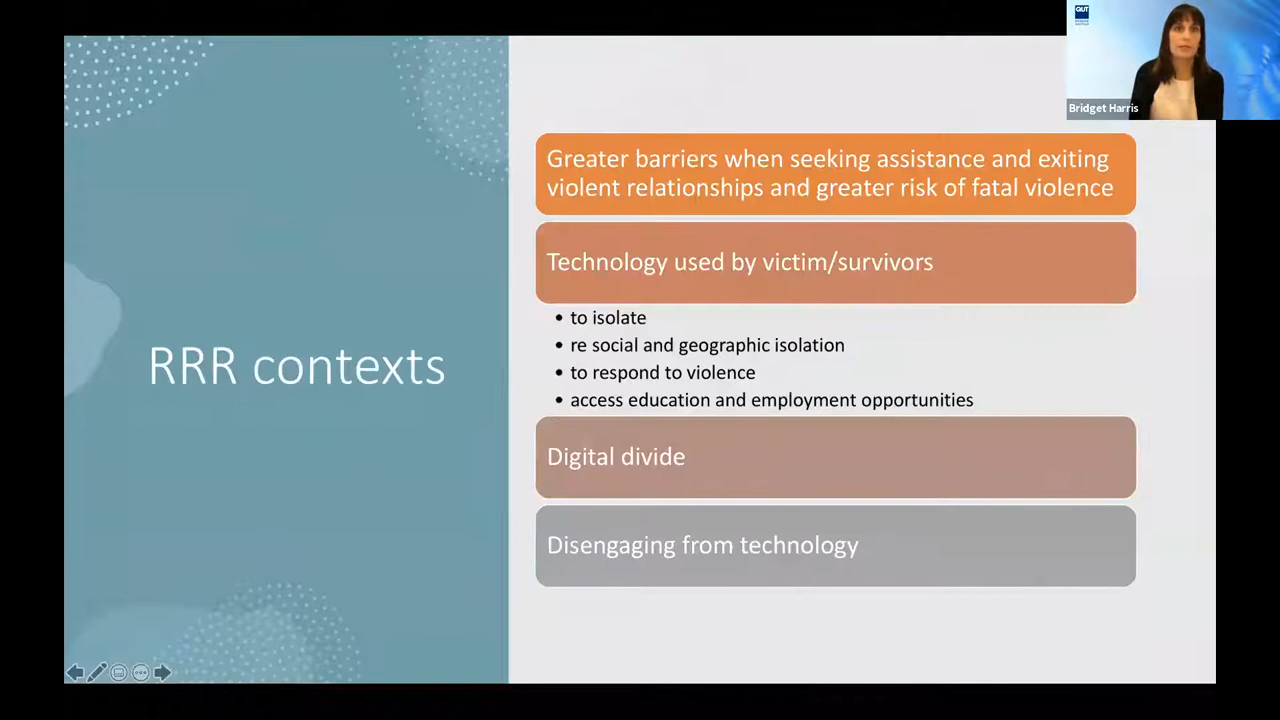 QUT
Bridget Harris
RRR contexts
Greater barriers when seeking assistance and exiting
violent relationships and greater risk of fatal violence
Technology used by victim/survivors
• to isolate
• re social and geographic isolation
• to respond to violence
• access education and employment opportunities
Digital divide
Disengaging from technology